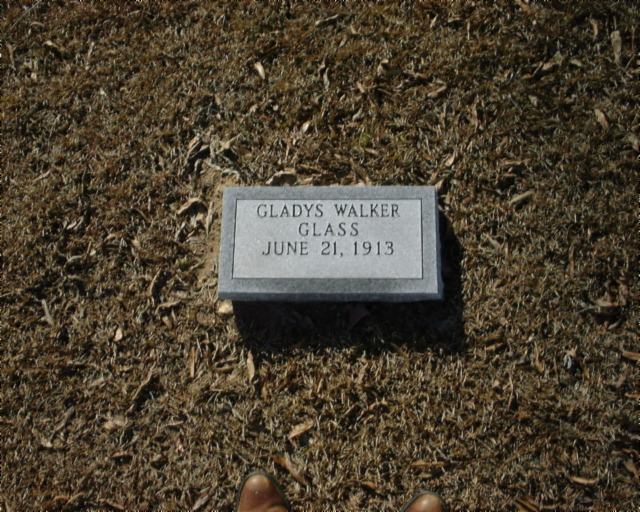 GLADYS WALKER
GLASS
JUNE 21, 1913